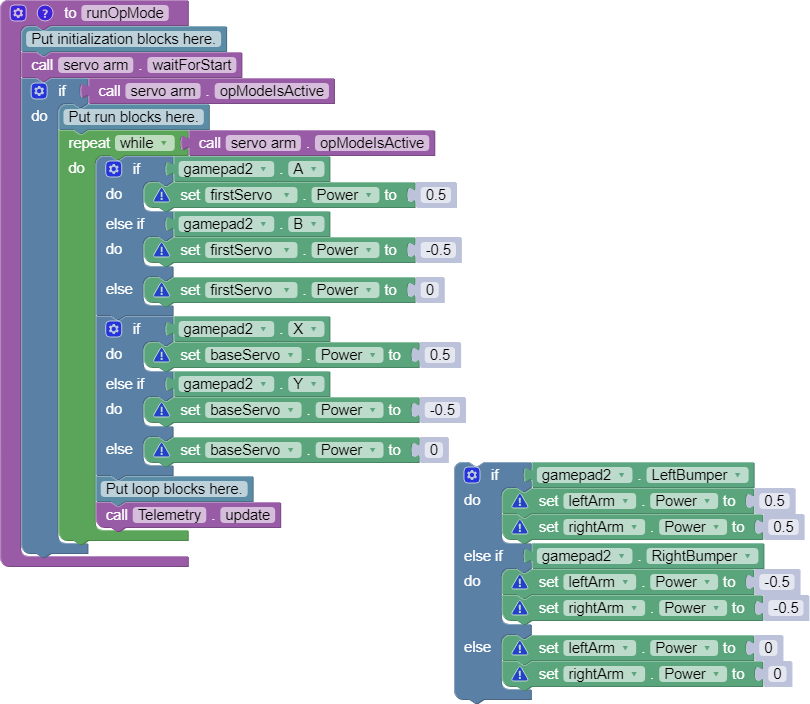 to runOpMode
Put initialization blocks here.
call servo arm . waitForStart
if call servo arm . opModeIsActive
do Put run blocks here.
repeat while call servo arm . opModeIsActive
do if gamepad2 . A
do set firstServo . Power to 0.5
else if gamepad2 . B
do set firstServo . Power to -0.5
else set firstServo . Power to 0
if gamepad2 . X
do set baseServo . Power to 0.5
else if gamepad2 . Y
do set baseServo . Power to -0.5
else set baseServo . Power to 0
Put loop blocks here.
call Telemetry . update
if gamepad2 . LeftBumper
do set leftArm . Power to 0.5
set rightArm . Power to 0.5
else if gamepad2 . RightBumper
do set leftArm . Power to -0.5
set rightArm . Power to -0.5
else set leftArm . Power to 0
set rightArm . Power to 0